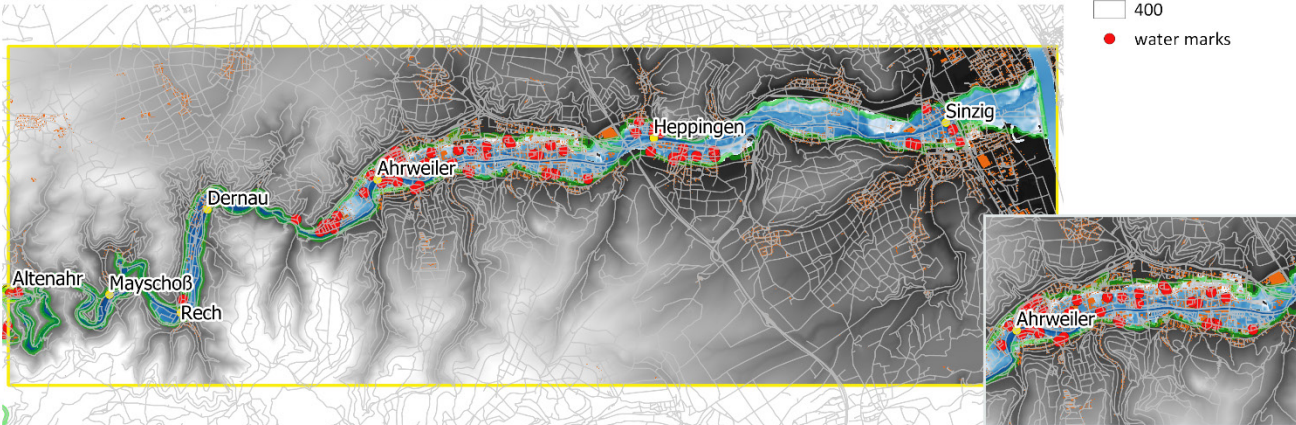 400
water marks
Sinzig
Heppingen
Ahrweiler
Dernau
Altenahr
Mayschoß
Rech
Ahrweiler